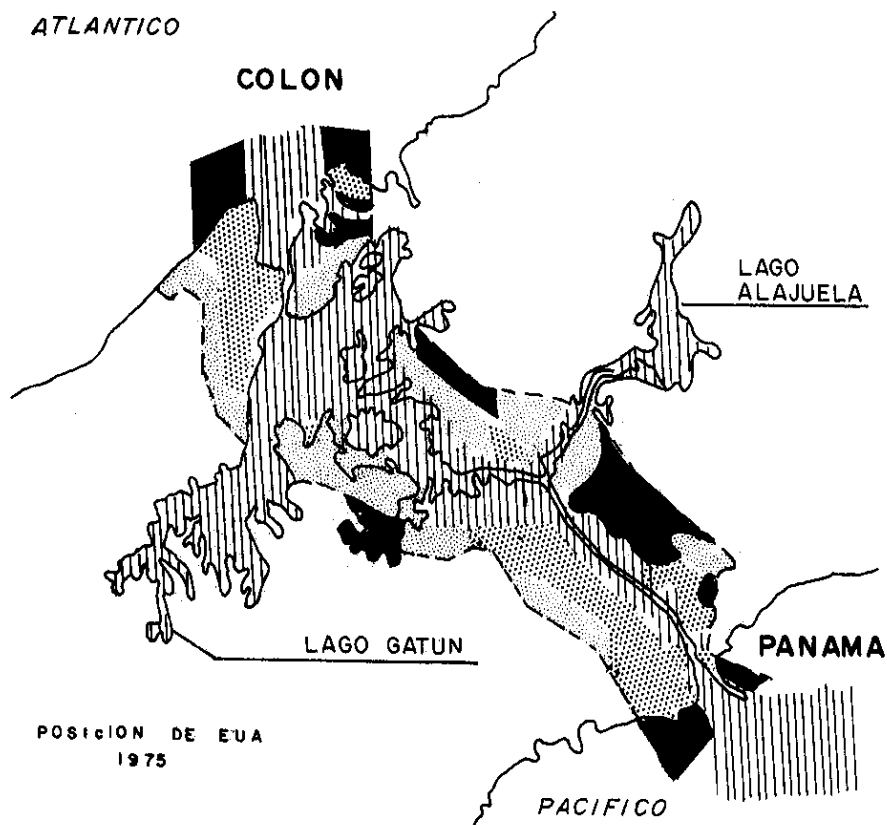 ATLANTICO
COLON
LAGO
ALAJUELA
LAGO GATUN
PANAMA
POSICION DE EUA
1975
PACIFICO